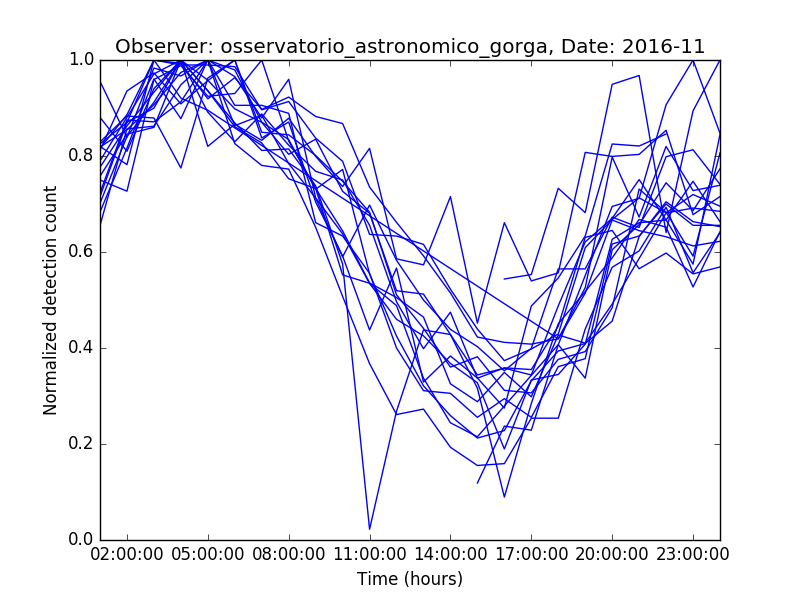 Observer: osservatorio_astronomico_gorga, Date: 2016-11
1.0
0.8
0.6
0.4
0.2
0.0
Normalized detection count
02:00:00 05:00:00 08:00:00 11:00:00 14:00:00 17:00:00 20:00:00 23:00:00
Time (hours)